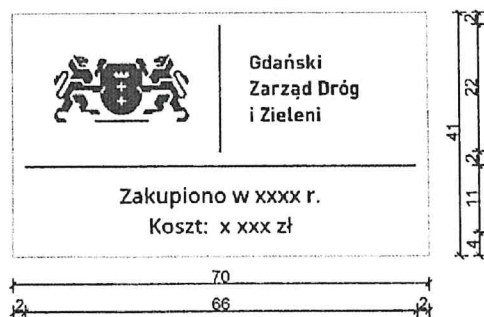 Gdański
Zarząd Dróg
i Zieleni
Zakupiono w xxxx r.
Koszt: x xxx zł
2
22
41
2
11
4
70
2
66
2